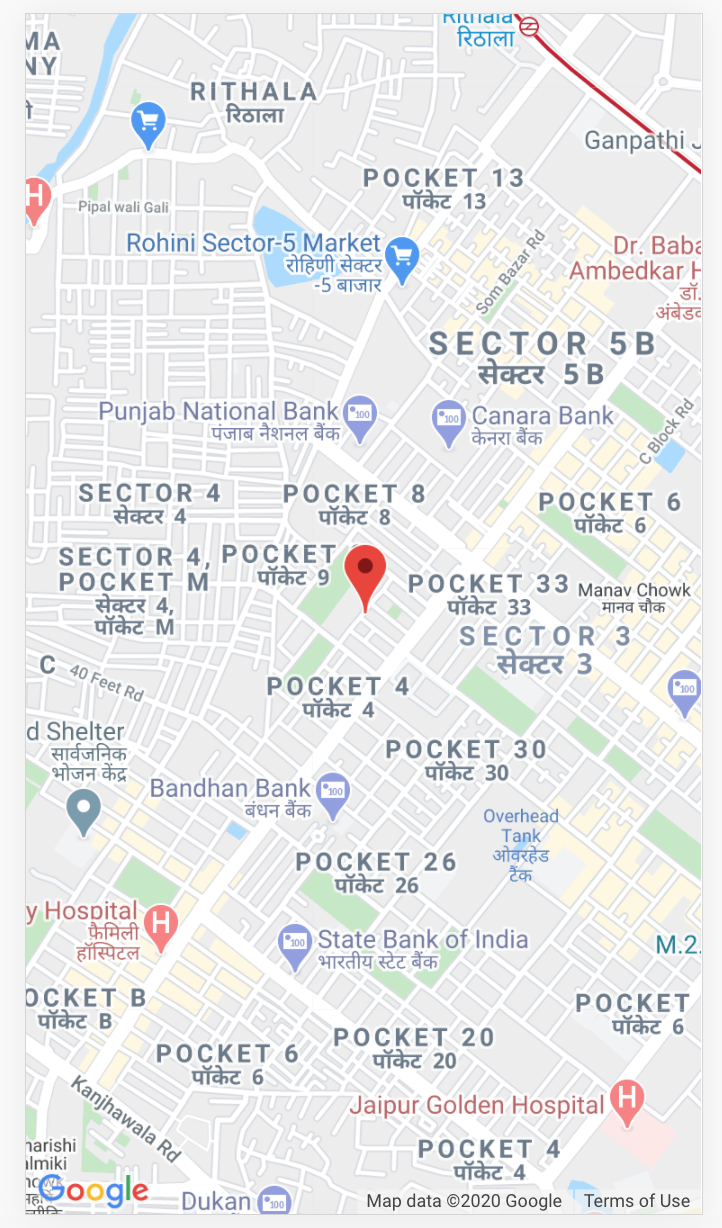 Rithala
रिठाला
RITHALA
रिठाला
Ganpathi
POCKET 13
पॉकेट 13
Pipal wali Gali
Rohini Sector-5 Market
रोहिणी सेक्टर
-5 बाजार
Som Bazar Rd
Dr. Baba
Ambedkar H
डॉ.
SECTOR 5B
सेक्टर 5B
Punjab National Bank
पंजाब नैशनल बैंक
Canara Bank
केनरा बैंक
C Block Rd
SECTOR 4
सेक्टर 4
POCKET 8
पॉकेट 8
POCKET 6
पॉकेट 6
SECTOR 4,
POCKET M
सेक्टर 4,
पॉकेट M
POCKET
पॉकेट 9
POCKET 33
पॉकेट 33
Manav Chowk
मानव चौक
SECTOR 3
सेक्टर 3
C
40 Feet Rd
POCKET 4
पॉकेट 4
d Shelter
सार्वजनिक
भोजन केंद्र
POCKET 30
पॉकेट 30
Bandhan Bank
बंधन बैंक
Overhead
Tank
ओवरहेड
टैंक
POCKET 26
पॉकेट 26
y Hospital
फ़ैमिली
हॉस्पिटल
State Bank of India
भारतीय स्टेट बैंक
M.2.
OCKET B
पॉकेट B
POCKET
पॉकेट 6
POCKET 20
पॉकेट 20
POCKET 6
पॉकेट 6
Kanjhawala Rd
Jaipur Golden Hospital
POCKET 4
पॉकेट 4
harishi
almiki
Google
Dukan
Map data ©2020 Google
Terms of Use